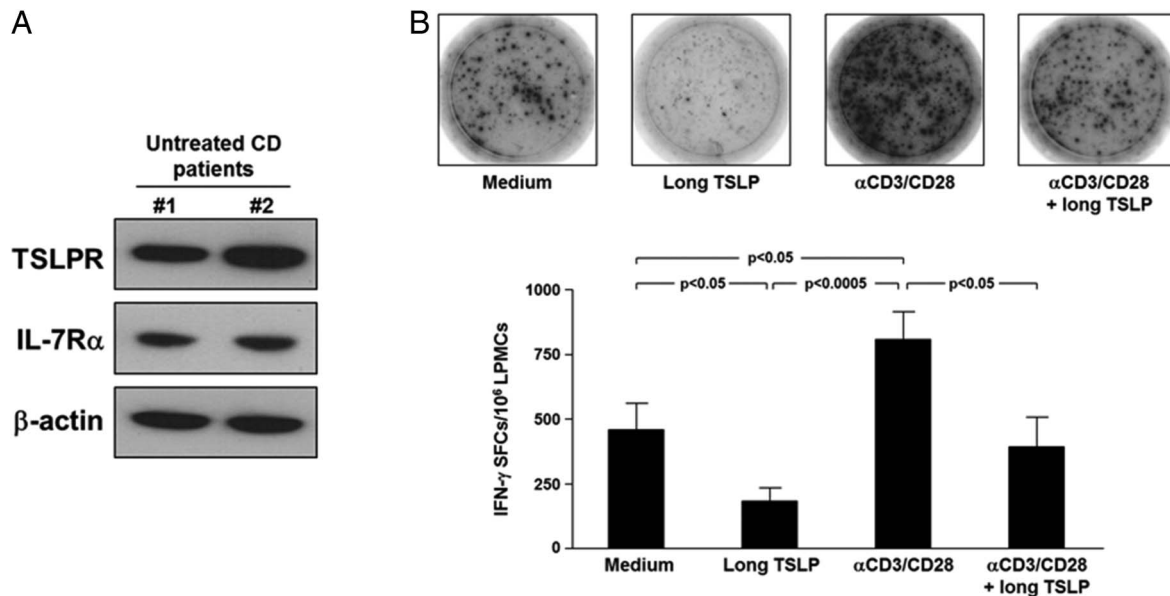 A
Untreated CD
patients
#1 #2
TSLPR
IL-7Rα
β-actin
B
Medium
Long TSLP
αCD3/CD28
αCD3/CD28
+ long TSLP
p<0.05
p<0.05 p<0.0005 p<0.05
IFN-γ SFCs/10⁶ LPMCs
1000
750
500
250
0
Medium
Long TSLP
αCD3/CD28
αCD3/CD28
+ long TSLP